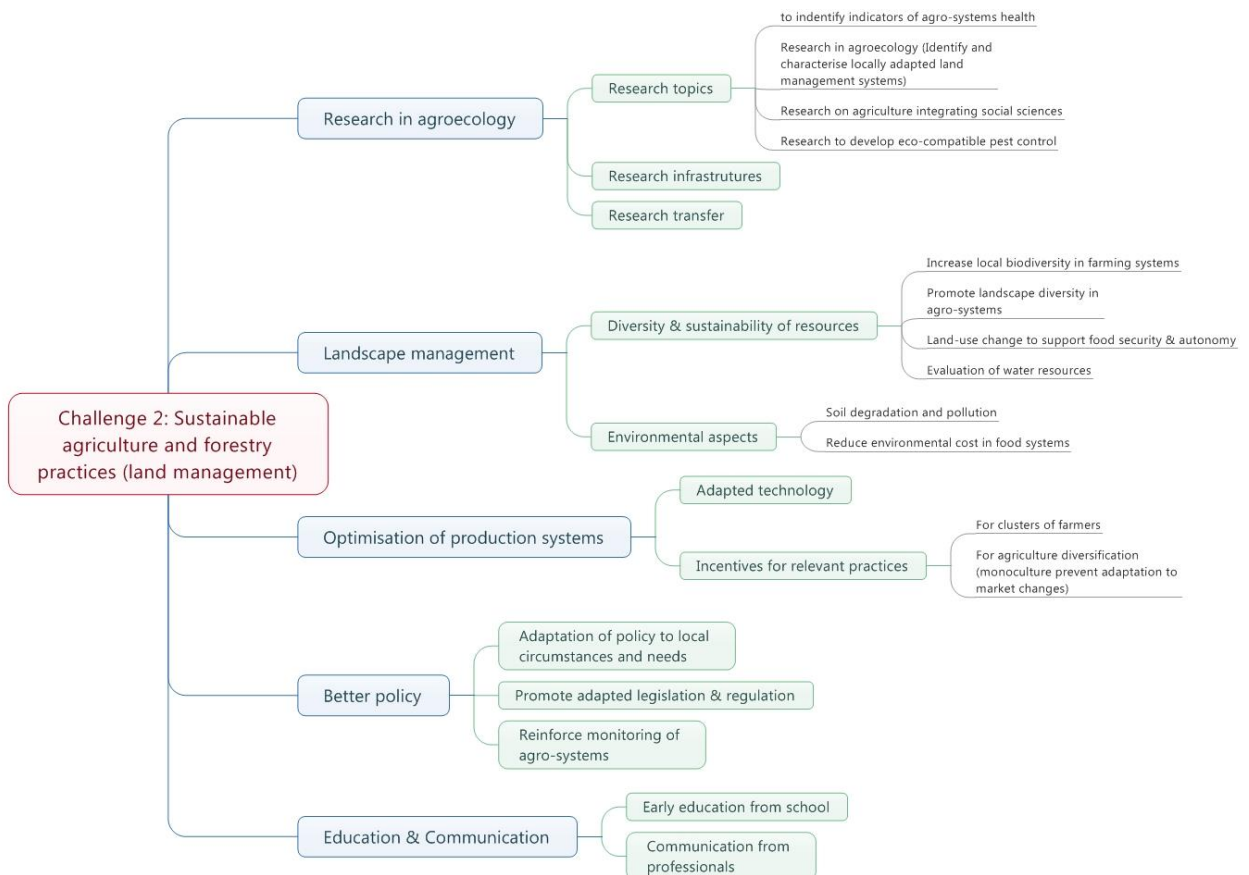 to indentify indicators of agro-systems health
Research in agroecology (Identify and
characterise locally adapted land
management systems)
Research topics
Research in agroecology
Research on agriculture integrating social sciences
Research to develop eco-compatible pest control
Research infrastrutures
Research transfer
Increase local biodiversity in farming systems
Promote landscape diversity in
agro-systems
Diversity & sustainability of resources
Landscape management
Land-use change to support food security & autonomy
Evaluation of water resources
Challenge 2: Sustainable
agriculture and forestry
practices (land management)
Soil degradation and pollution
Environmental aspects
Reduce environmental cost in food systems
Adapted technology
Optimisation of production systems
For clusters of farmers
Incentives for relevant practices
For agriculture diversification
(monoculture prevent adaptation to
market changes)
Adaptation of policy to local
circumstances and needs
Better policy
Promote adapted legislation & regulation
Reinforce monitoring of
agro-systems
Early education from school
Education & Communication
Communication from
professionals